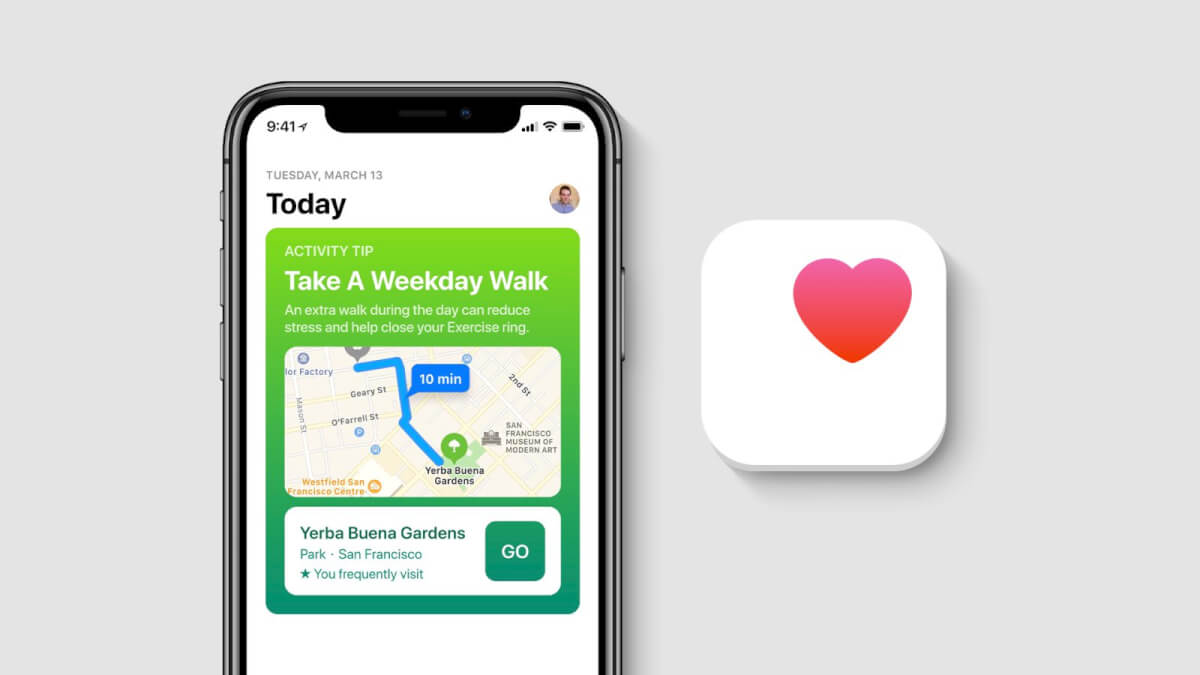 9:41
TUESDAY, MARCH 13
Today
ACTIVITY TIP
Take A Weekday Walk
An extra walk during the day can reduce
stress and help close your Exercise ring.
lor Factory
10 min
2nd St
Geary St
Mason St
O'Farrell St
P
SAN
FRANCISCO
MUSEUM OF
MODERN ART
Yerba Buena
Gardens
Westfield San
Francisco Centre
Yerba Buena Gardens
Park · San Francisco
★ You frequently visit
GO